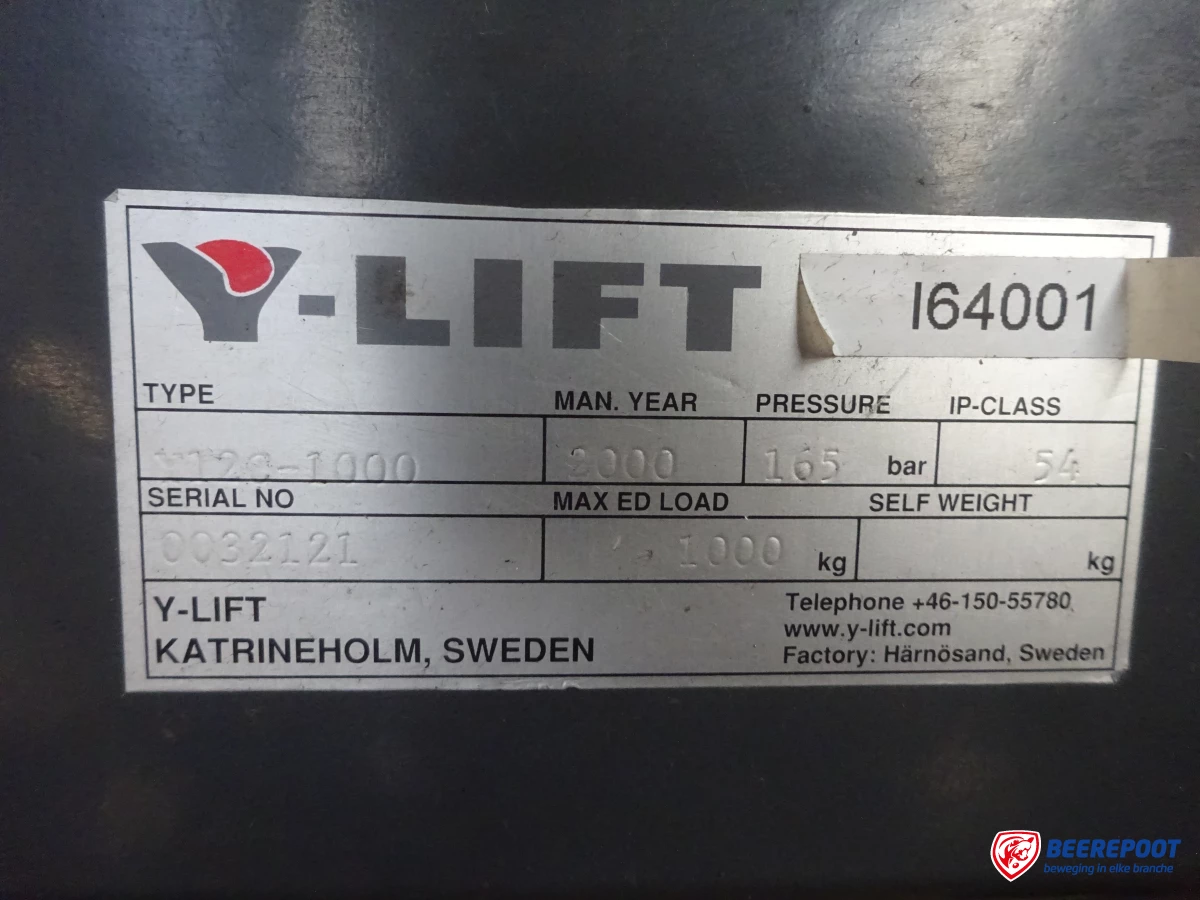 Y-LIFT
I64001
TYPE MAN. YEAR PRESSURE IP-CLASS
2000 165 bar 54
SERIAL NO MAX ED LOAD SELF WEIGHT
0032121 1000 kg kg
Y-LIFT
KATRINEHOLM, SWEDEN
Telephone +46-150-55780
www.y-lift.com
Factory: Härnösand, Sweden
BEEREPOOT
beweging in elke branche